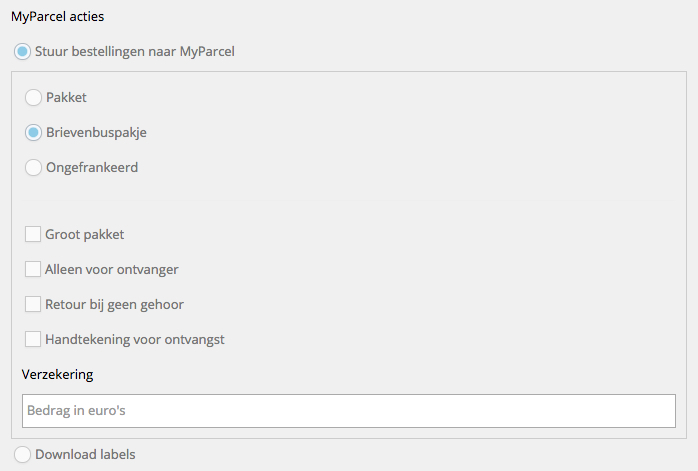 MyParcel acties
Stuur bestellingen naar MyParcel
Pakket
Brievenbuspakje
Ongefrankeerd
Groot pakket
Alleen voor ontvanger
Retour bij geen gehoor
Handtekening voor ontvangst
Verzekering
Bedrag in euro's
Download labels